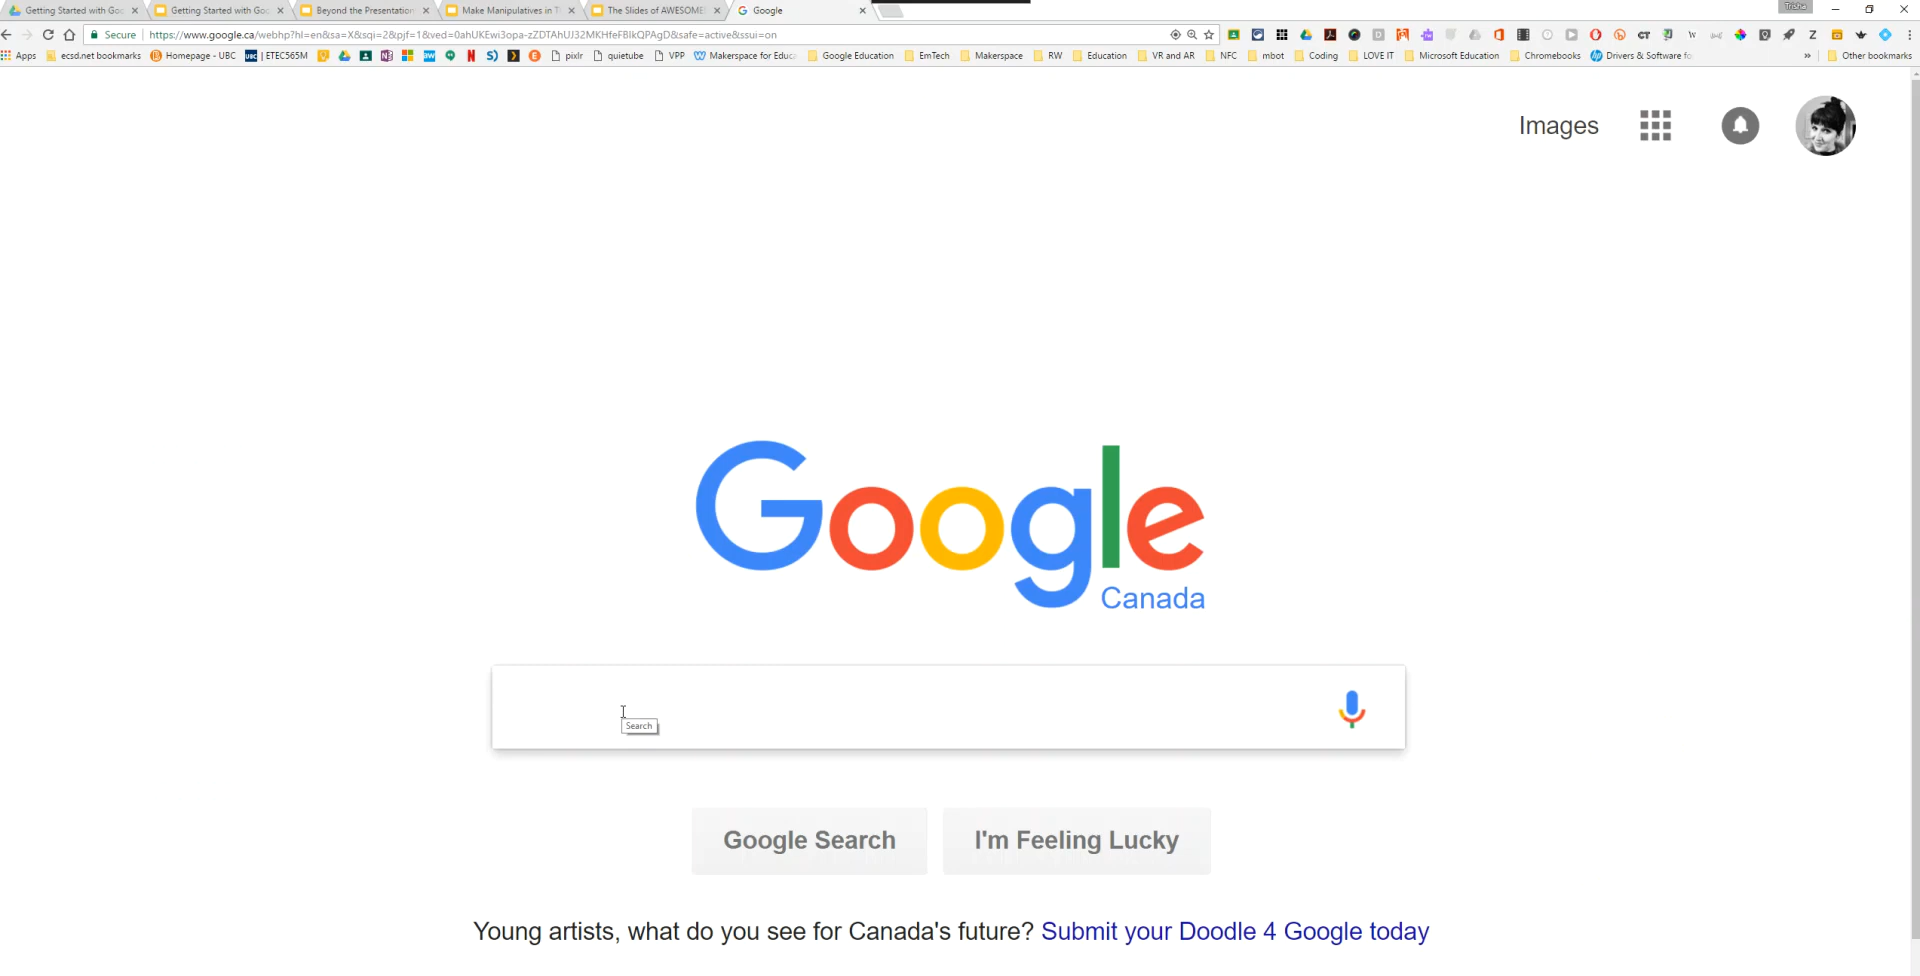 Getting Started with Goo
Getting Started with Goo
Beyond the Presentation
Make Manipulatives in T
The Slides of AWESOME!
Google
Trisha
Secure
https://www.google.ca/webhp?hl=en&sa=X&sqi=2&pjf=1&ved=0ahUKEwi3opa-zZDTAhUJ32MKHfeFBlkQPAgD&safe=active&ssui=on
Apps
ecsd.net bookmarks
Homepage - UBC
UBC | ETEC565M
pixlr
quietube
VPP
Makerspace for Educ
Google Education
EmTech
Makerspace
RW
Education
VR and AR
NFC
mbot
Coding
LOVE IT
Microsoft Education
Chromebooks
Drivers & Software fo
Other bookmarks
Images
Google
Canada
Search
Google Search
I'm Feeling Lucky
Young artists, what do you see for Canada's future? Submit your Doodle 4 Google today